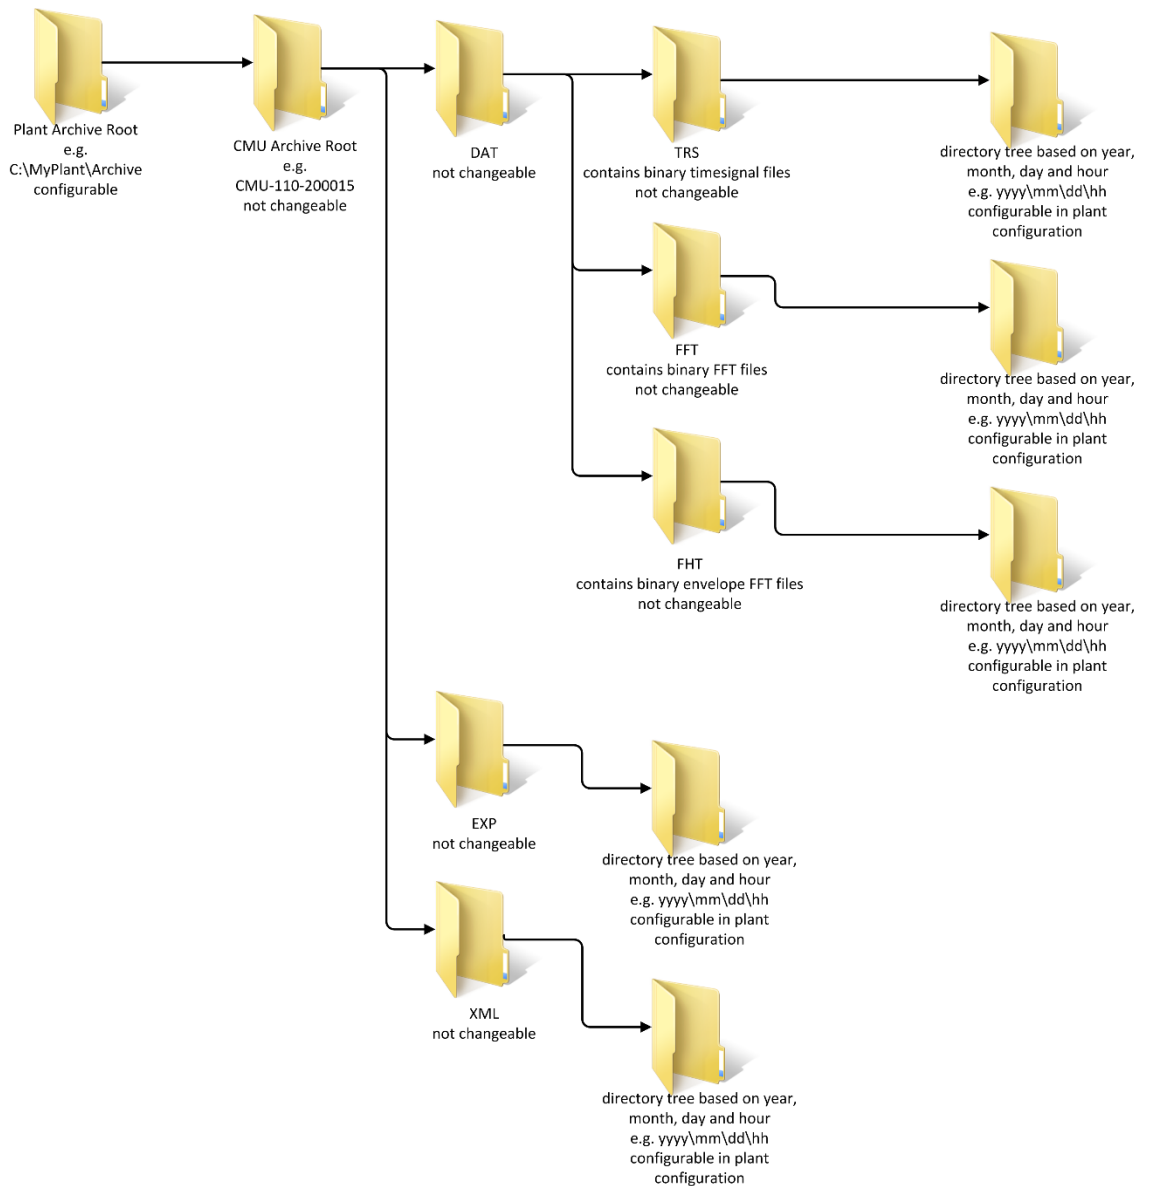 Plant Archive Root
e.g.
C:\MyPlant\Archive
configurable
CMU Archive Root
e.g.
CMU-110-200015
not changeable
DAT
not changeable
TRS
contains binary timesignal files
not changeable
directory tree based on year,
month, day and hour
e.g. yyyy\mm\dd\hh
configurable in plant
configuration
FFT
contains binary FFT files
not changeable
directory tree based on year,
month, day and hour
e.g. yyyy\mm\dd\hh
configurable in plant
configuration
FHT
contains binary envelope FFT files
not changeable
directory tree based on year,
month, day and hour
e.g. yyyy\mm\dd\hh
configurable in plant
configuration
EXP
not changeable
directory tree based on year,
month, day and hour
e.g. yyyy\mm\dd\hh
configurable in plant
configuration
XML
not changeable
directory tree based on year,
month, day and hour
e.g. yyyy\mm\dd\hh
configurable in plant
configuration